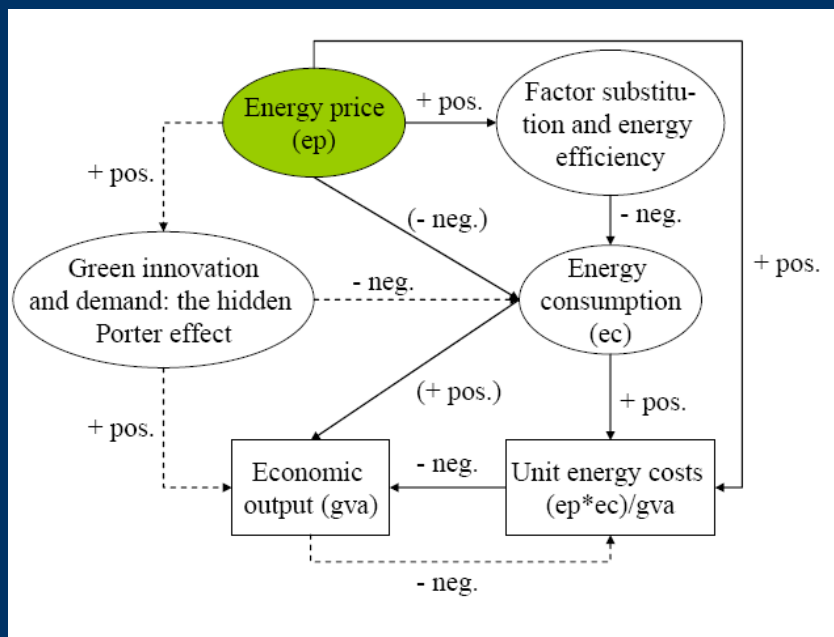 Energy price
(ep)
+ pos.
Factor substitu-
tion and energy
efficiency
+ pos.
(- neg.)
- neg.
Green innovation
and demand: the hidden
Porter effect
- neg.
Energy
consumption
(ec)
+ pos.
(+ pos.)
+ pos.
+ pos.
Economic
output (gva)
- neg.
Unit energy costs
(ep*ec)/gva
- neg.